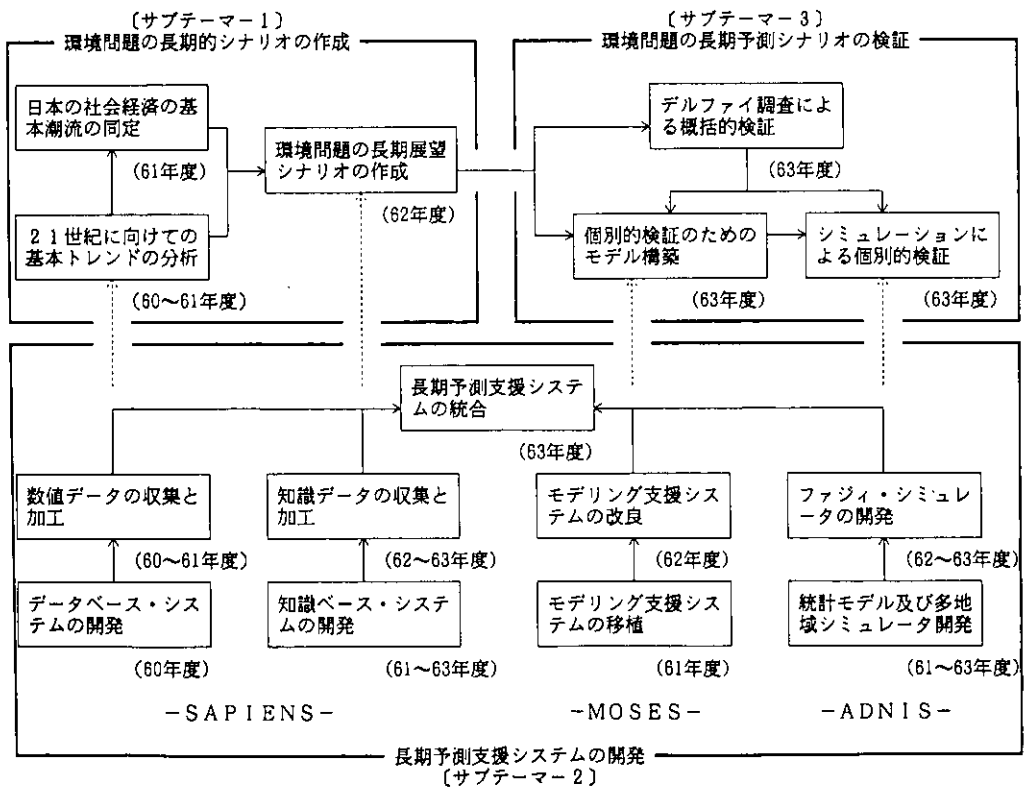 〔サブテーマ－１〕
環境問題の長期的シナリオの作成
日本の社会経済の基
本潮流の同定
(61年度)
２１世紀に向けての
基本トレンドの分析
(60～61年度)
環境問題の長期展望
シナリオの作成
(62年度)
〔サブテーマ－３〕
環境問題の長期予測シナリオの検証
デルファイ調査によ
る概括的検証
(63年度)
個別的検証のための
モデル構築
(63年度)
シミュレーションに
よる個別的検証
(63年度)
長期予測支援システ
ムの統合
(63年度)
数値データの収集と
加工
(60～61年度)
知識データの収集と
加工
(62～63年度)
モデリング支援シス
テムの改良
(62年度)
ファジィ・シミュレ
ータの開発
(62～63年度)
データベース・シス
テムの開発
(60年度)
知識ベース・システ
ムの開発
(61～63年度)
モデリング支援シス
テムの移植
(61年度)
統計モデル及び多地
域シミュレータ開発
(61～63年度)
－ＳＡＰＩＥＮＳ－
－ＭＯＳＥＳ－
－ＡＤＮＩＳ－
長期予測支援システムの開発
〔サブテーマ－２〕